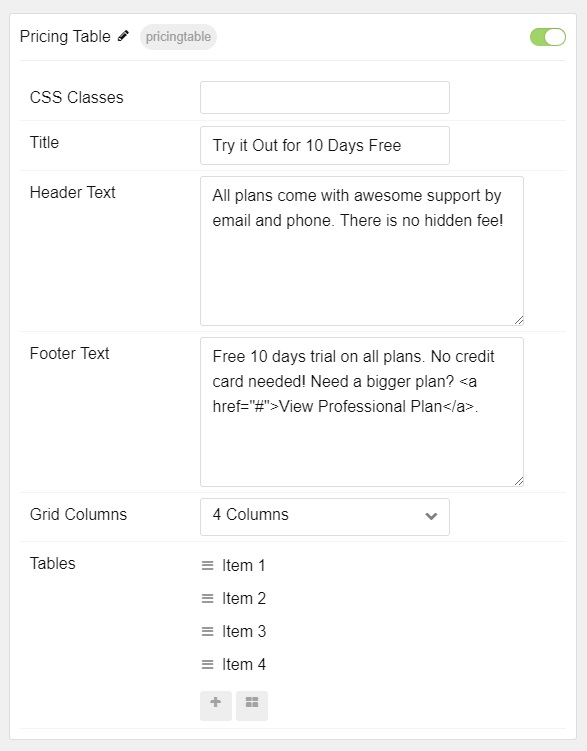 Pricing Table pricingtable
CSS Classes
Title Try it Out for 10 Days Free
Header Text All plans come with awesome support by
email and phone. There is no hidden fee!
Footer Text Free 10 days trial on all plans. No credit
card needed! Need a bigger plan? <a
href="#">View Professional Plan</a>.
Grid Columns 4 Columns
Tables Item 1
Item 2
Item 3
Item 4